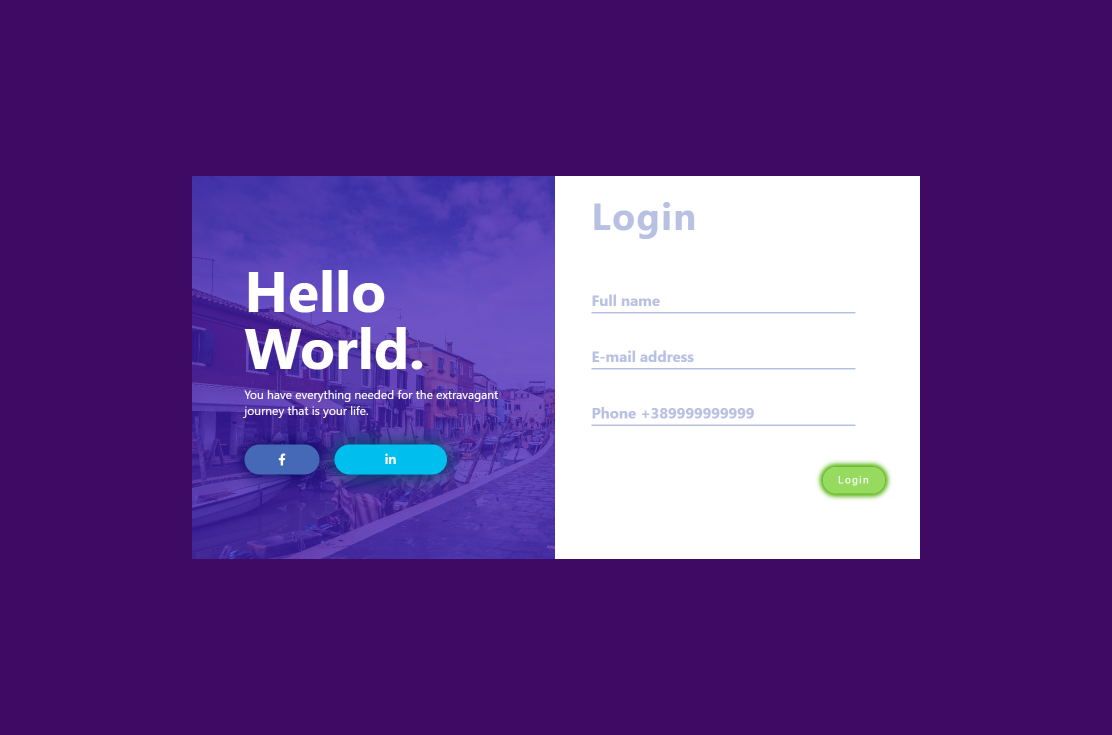 Hello
World.
You have everything needed for the extravagant
journey that is your life.
f
in
Login
Full name
E-mail address
Phone +389999999999
Login